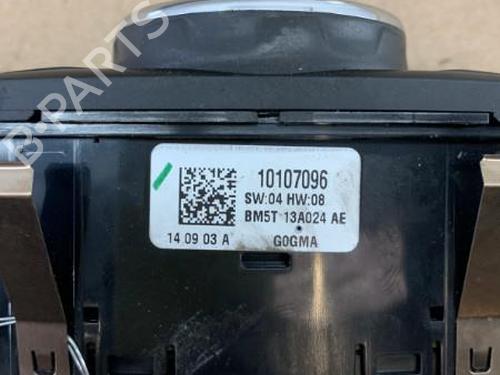 B-PARTS
10107096
SW:04 HW:08
BM5T 13A024 AE
14 09 03 A GOGMA